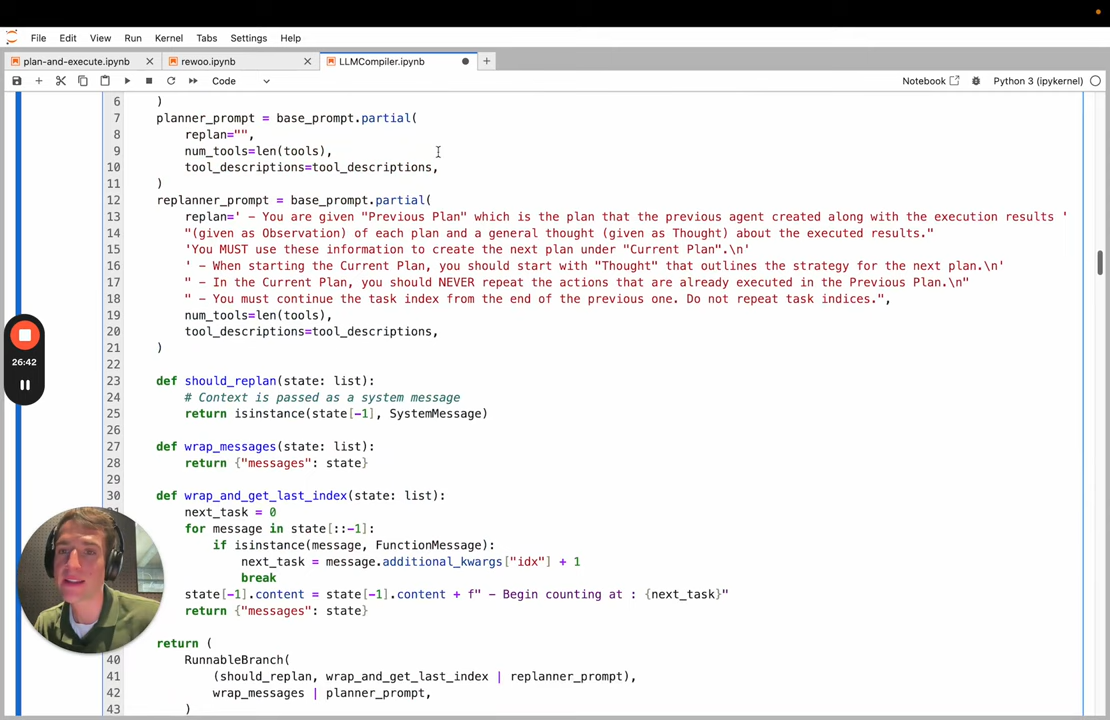 File Edit View Run Kernel Tabs Settings Help
plan-and-execute.ipynb rewoo.ipynb LLMCompiler.ipynb
Code Notebook Python 3 (ipykernel)
6 )
7 planner_prompt = base_prompt.partial(
8 replan="",
9 num_tools=len(tools),
10 tool_descriptions=tool_descriptions,
11 )
12 replanner_prompt = base_prompt.partial(
13 replan=' - You are given "Previous Plan" which is the plan that the previous agent created along with the execution results '
14 "(given as Observation) of each plan and a general thought (given as Thought) about the executed results."
15 'You MUST use these information to create the next plan under "Current Plan".\n'
16 ' - When starting the Current Plan, you should start with "Thought" that outlines the strategy for the next plan.\n'
17 " - In the Current Plan, you should NEVER repeat the actions that are already executed in the Previous Plan.\n"
18 " - You must continue the task index from the end of the previous one. Do not repeat task indices.",
19 num_tools=len(tools),
20 tool_descriptions=tool_descriptions,
21 )
22
23 def should_replan(state: list):
24 # Context is passed as a system message
25 return isinstance(state[-1], SystemMessage)
26
27 def wrap_messages(state: list):
28 return {"messages": state}
29
30 def wrap_and_get_last_index(state: list):
next_task = 0
for message in state[::-1]:
if isinstance(message, FunctionMessage):
next_task = message.additional_kwargs["idx"] + 1
break
state[-1].content = state[-1].content + f" - Begin counting at : {next_task}"
return {"messages": state}
return (
40 RunnableBranch(
41 (should_replan, wrap_and_get_last_index | replanner_prompt),
42 wrap_messages | planner_prompt,
43 )
26:42